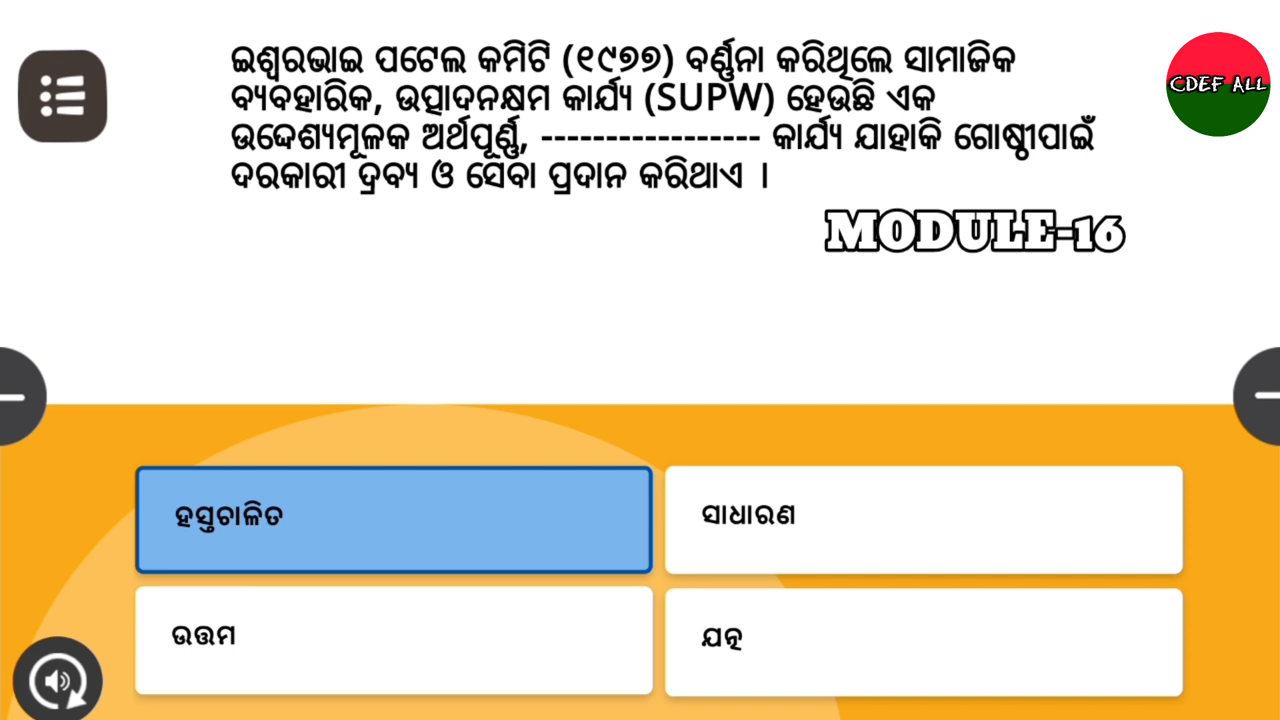 ଇଶ୍ୱରଭାଇ ପଟେଲ କମିଟି (୧୯୭୭) ବର୍ଣ୍ଣନା କରିଥିଲେ ସାମାଜିକ
ବ୍ୟବହାରିକ, ଉତ୍ପାଦନକ୍ଷମ କାର୍ଯ୍ୟ (SUPW) ହେଉଛି ଏକ
ଉଦ୍ଦେଶ୍ୟମୂଳକ ଅର୍ଥପୂର୍ଣ୍ଣ, ----------------- କାର୍ଯ୍ୟ ଯାହାକି ଗୋଷ୍ଠୀପାଇଁ
ଦରକାରୀ ଦ୍ରବ୍ୟ ଓ ସେବା ପ୍ରଦାନ କରିଥାଏ ।
CDEF ALL
MODULE-16
ହସ୍ତଚାଳିତ
ସାଧାରଣ
ଉତ୍ତମ
ଯତ୍ନ